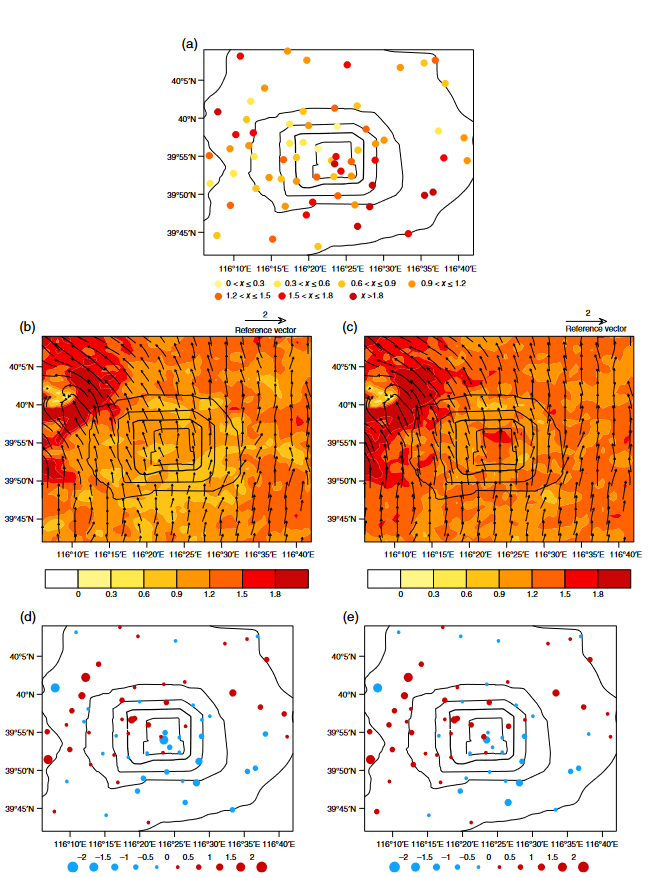 (a)
40°5'N
40°N
39°55'N
39°50'N
39°45'N
116°10'E 116°15'E 116°20'E 116°25'E 116°30'E 116°35'E 116°40'E
0 < x ≤ 0.3 0.3 < x ≤ 0.6 0.6 < x ≤ 0.9 0.9 < x ≤ 1.2
1.2 < x ≤ 1.5 1.5 < x ≤ 1.8 x >1.8
(b)
2
Reference vector
40°5'N
40°N
39°55'N
39°50'N
39°45'N
116°10'E 116°15'E 116°20'E 116°25'E 116°35'E 116°40'E
0 0.3 0.6 0.9 1.2 1.5 1.8
(c)
2
Reference vector
116°10'E 116°15'E 116°20'E 116°25'E 116°30'E 116°35'E 116°40'E
0 0.3 0.6 0.9 1.2 1.5 1.8
(d)
40°5'N
40°N
39°55'N
39°50'N
39°45'N
116°10'E 116°15'E 116°20'E 116°25'E 116°30'E 116°35'E 116°40'E
−2 −1.5 −1 −0.5 0 0.5 1 1.5 2
(e)
40°5'N
40°N
39°55'N
39°50'N
39°45'N
116°10'E 116°15'E 116°20'E 116°25'E 116°30'E 116°35'E 116°40'E
−2 −1.5 −1 −0.5 0 0.5 1 1.5 2